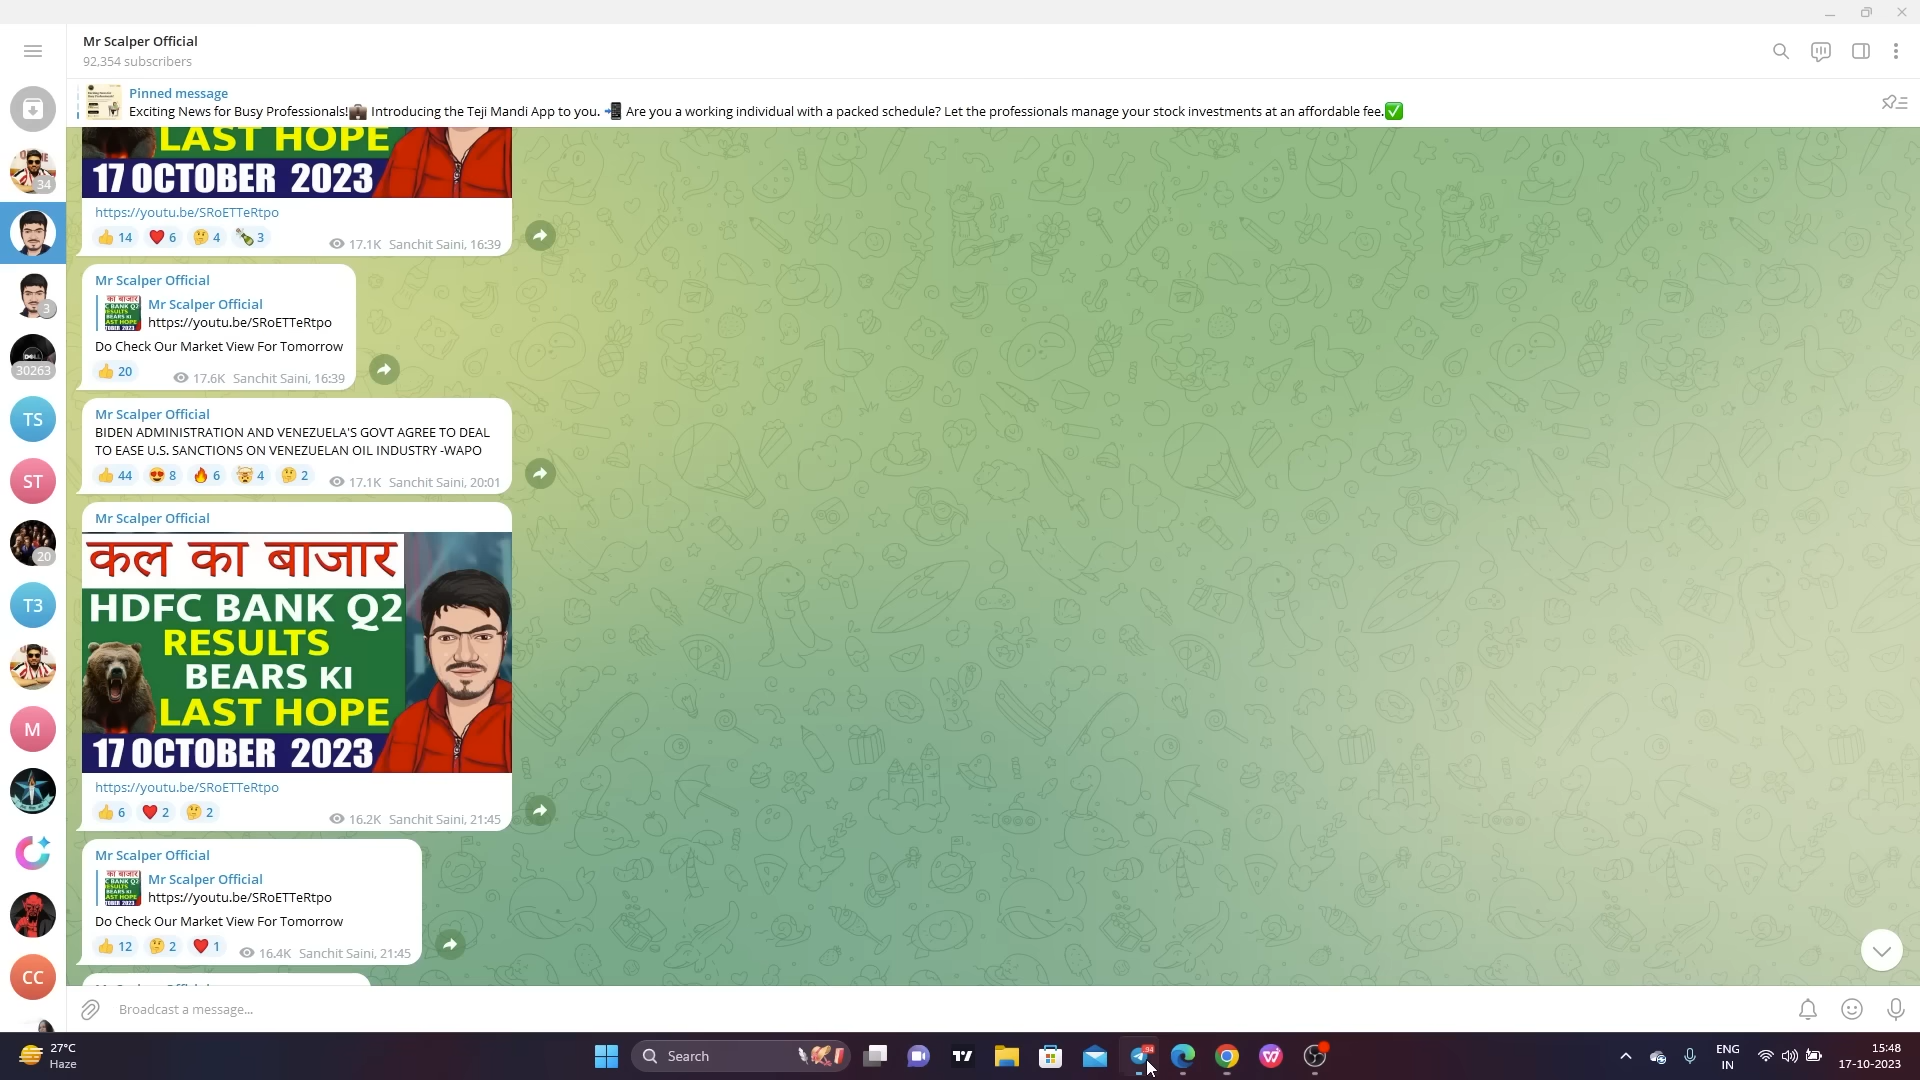 Mr Scalper Official
92,354 subscribers
Pinned message
Exciting News for Busy Professionals!💼 Introducing the Teji Mandi App to you. 📲 Are you a working individual with a packed schedule? Let the professionals manage your stock investments at an affordable fee.✅
34
3
DELL
30263
TS
ST
20
T3
M
CC
LAST HOPE
17 OCTOBER 2023
https://youtu.be/SRoETTeRtpo
👍 14 ❤️ 6 🤔 4 🍾 3 17.1K Sanchit Saini, 16:39
Mr Scalper Official
Mr Scalper Official
https://youtu.be/SRoETTeRtpo
Do Check Our Market View For Tomorrow
👍 20 17.6K Sanchit Saini, 16:39
Mr Scalper Official
BIDEN ADMINISTRATION AND VENEZUELA'S GOVT AGREE TO DEAL
TO EASE U.S. SANCTIONS ON VENEZUELAN OIL INDUSTRY -WAPO
👍 44 😍 8 🔥 6 🤯 4 🤔 2 17.1K Sanchit Saini, 20:01
Mr Scalper Official
कल का बाजार
HDFC BANK Q2
RESULTS
BEARS KI
LAST HOPE
17 OCTOBER 2023
https://youtu.be/SRoETTeRtpo
👍 6 ❤️ 2 🤔 2 16.2K Sanchit Saini, 21:45
Mr Scalper Official
Mr Scalper Official
https://youtu.be/SRoETTeRtpo
Do Check Our Market View For Tomorrow
👍 12 🤔 2 ❤️ 1 16.4K Sanchit Saini, 21:45
Broadcast a message...
27°C
Haze
Search
94
ENG
IN
15:48
17-10-2023